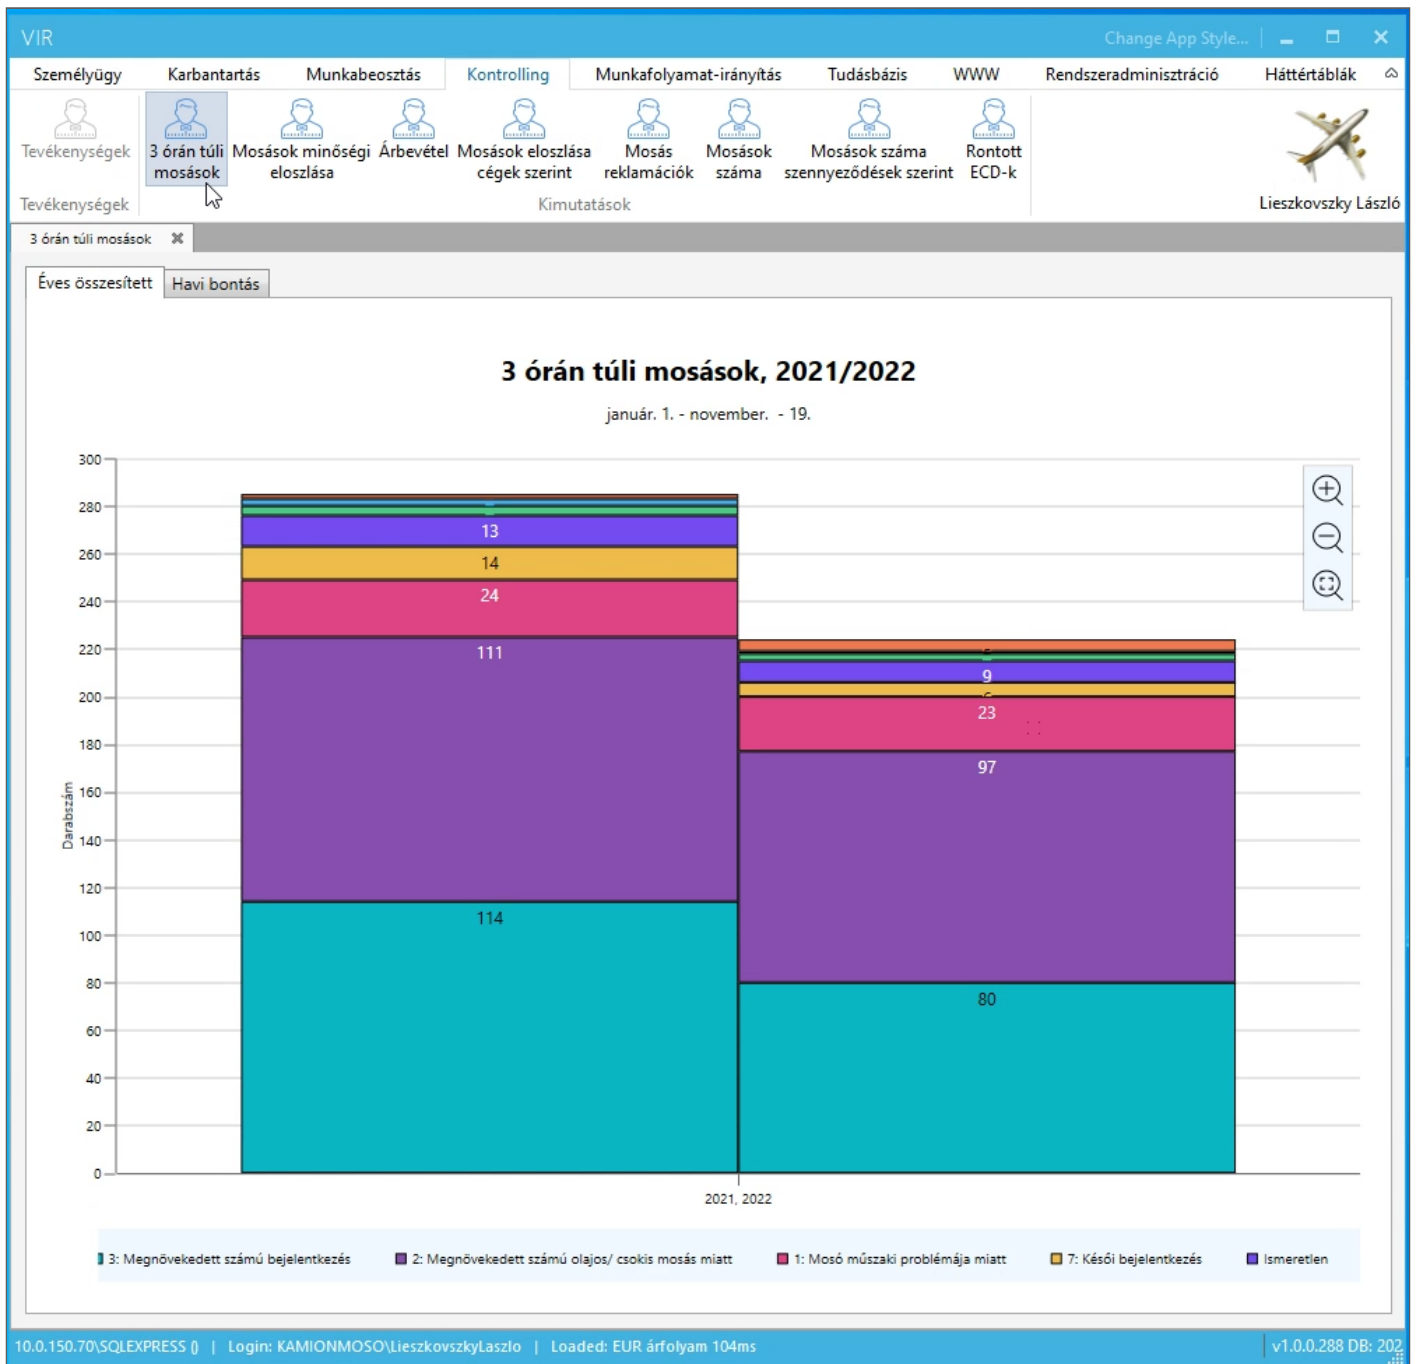 VIR
Change App Style...
Személyügy Karbantartás Munkabeosztás Kontrolling Munkafolyamat-irányítás Tudásbázis WWW Rendszeradminisztráció Háttértáblák
Tevékenységek 3 órán túli Mosások minőségi Árbevétel Mosások eloszlása Mosás Mosások Mosások száma Rontott
mosások eloszlása cégek szerint reklamációk száma szennyeződések szerint ECD-k
Tevékenységek Kimutatások Lieszkovszky László
3 órán túli mosások
Éves összesített Havi bontás
3 órán túli mosások, 2021/2022
január. 1. - november. - 19.
300
280
260
240
220
200
180
160
140
120
100
80
60
40
20
0
Darabszám
13
14
24
111
114
9
23
97
80
2021, 2022
3: Megnövekedett számú bejelentkezés 2: Megnövekedett számú olajos/ csokis mosás miatt 1: Mosó műszaki problémája miatt 7: Késői bejelentkezés Ismeretlen
10.0.150.70\SQLEXPRESS () | Login: KAMIONMOSO\LieszkovszkyLaszlo | Loaded: EUR árfolyam 104ms v1.0.0.288 DB: 202